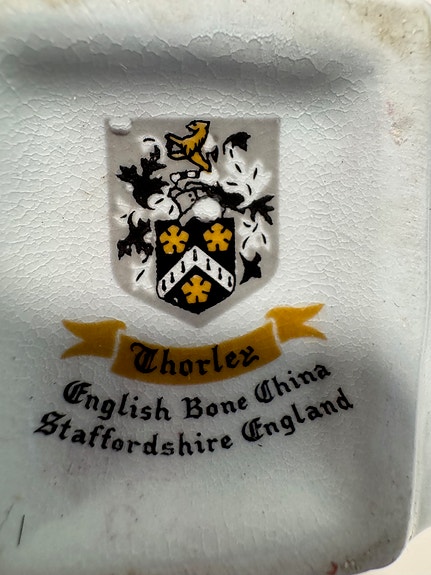 Thorley
English Bone China
Staffordshire England